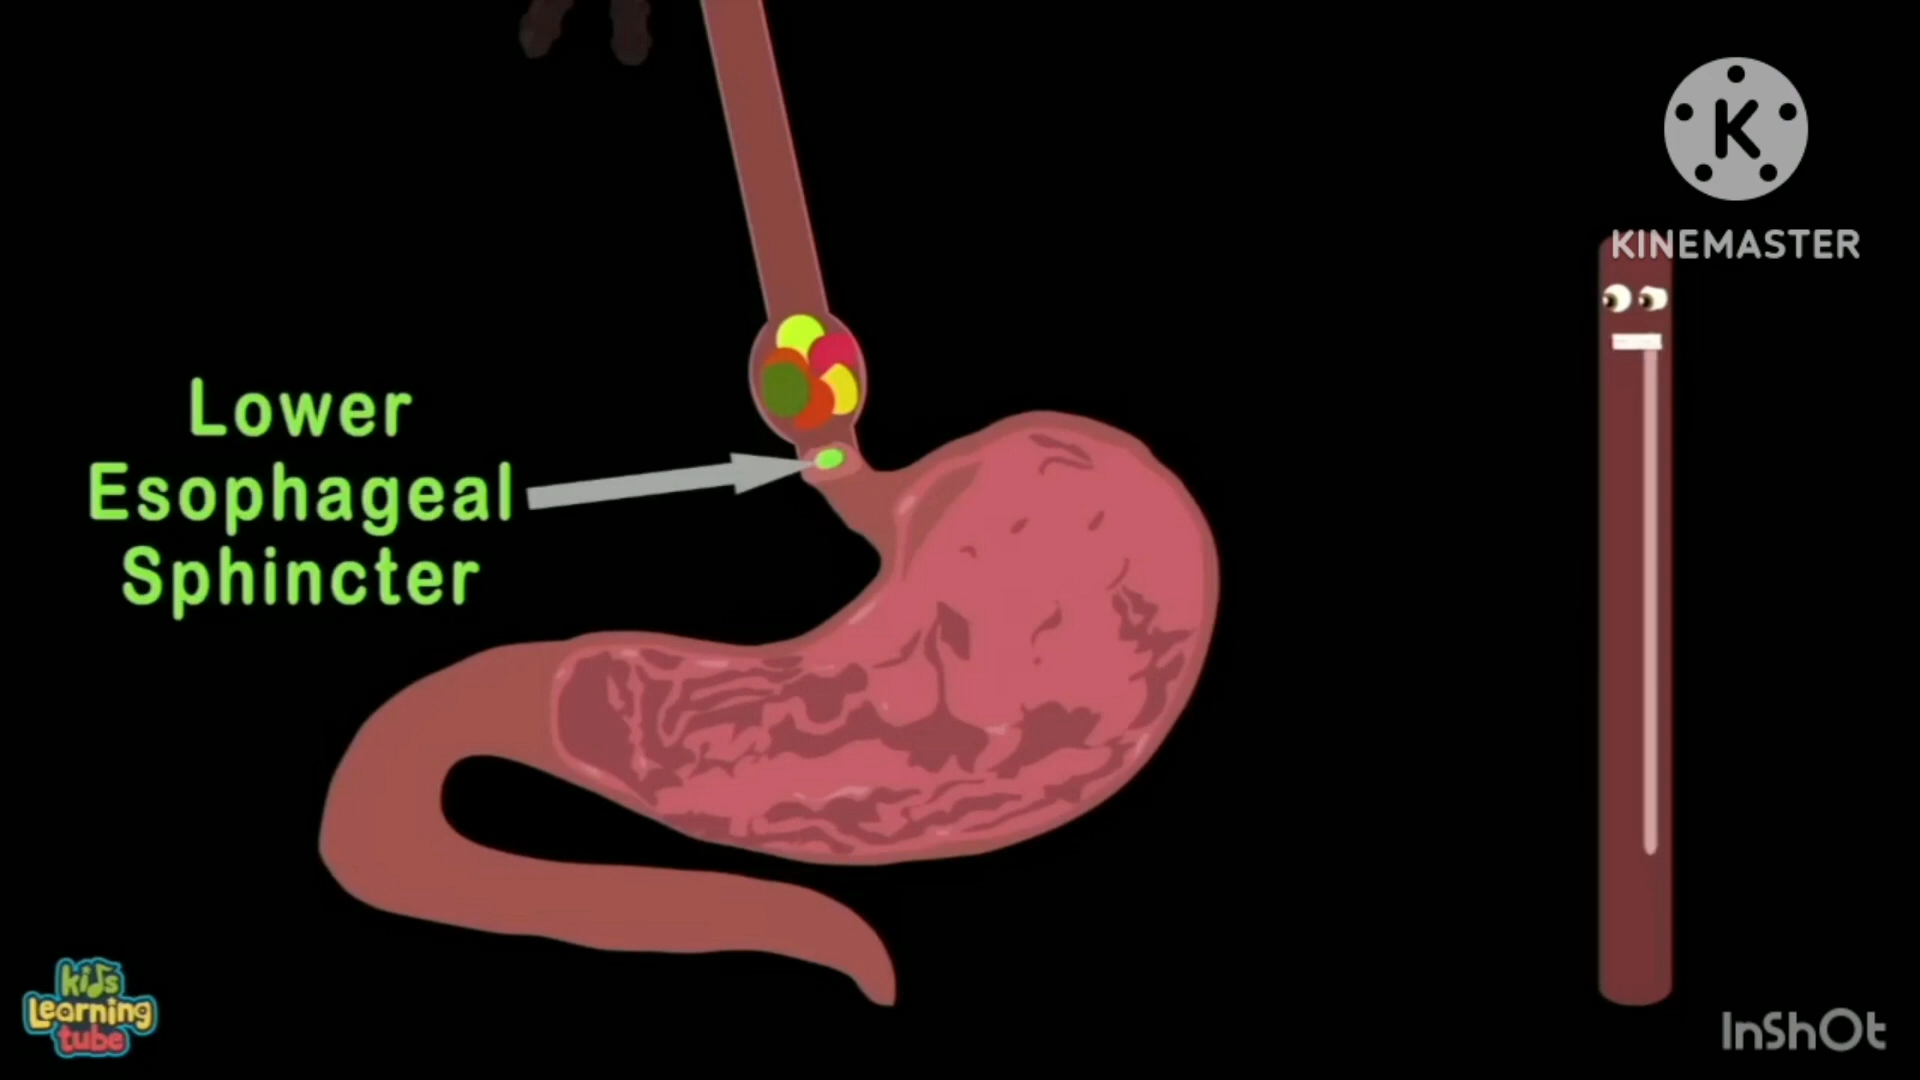 Lower
Esophageal
Sphincter
K
KINEMASTER
kids
Learning
tube
InShOt